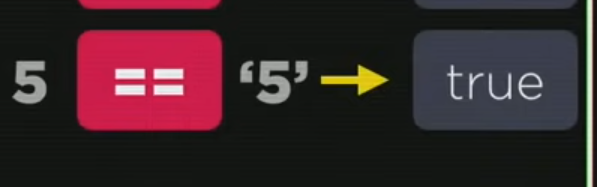 5 == ‘5’ → true